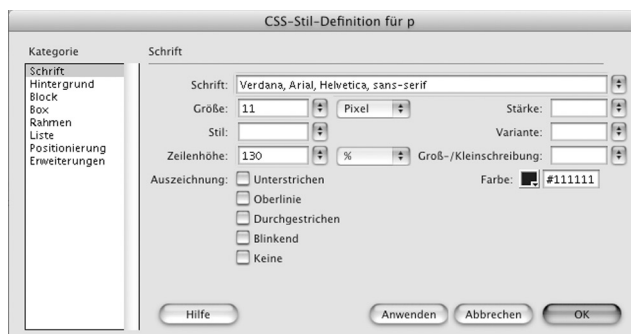 CSS-Stil-Definition für p
Kategorie
Schrift
Hintergrund
Block
Box
Rahmen
Liste
Positionierung
Erweiterungen
Schrift
Schrift: Verdana, Arial, Helvetica, sans-serif
Größe: 11 Pixel Stärke:
Stil: Variante:
Zeilenhöhe: 130 % Groß-/Kleinschreibung:
Auszeichnung: Unterstrichen Farbe: #111111
Oberlinie
Durchgestrichen
Blinkend
Keine
Hilfe Anwenden Abbrechen OK